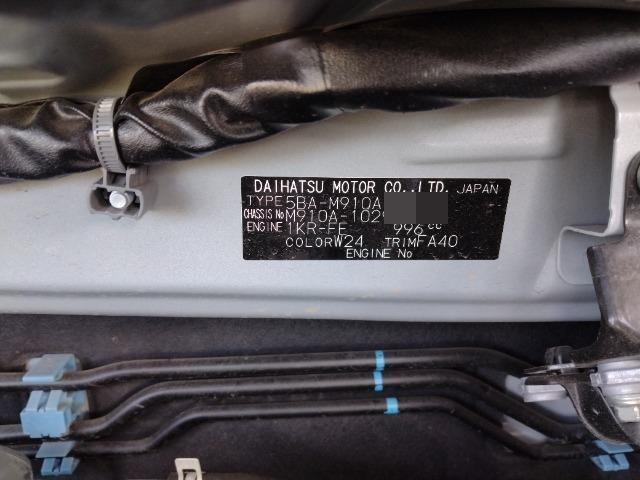 DAIHATSU MOTOR CO.,LTD. JAPAN
TYPE 5BA-M910A
CHASSIS No M910A-102
ENGINE 1KR-FE 996cc
COLOR W24 TRIM FA40
ENGINE No